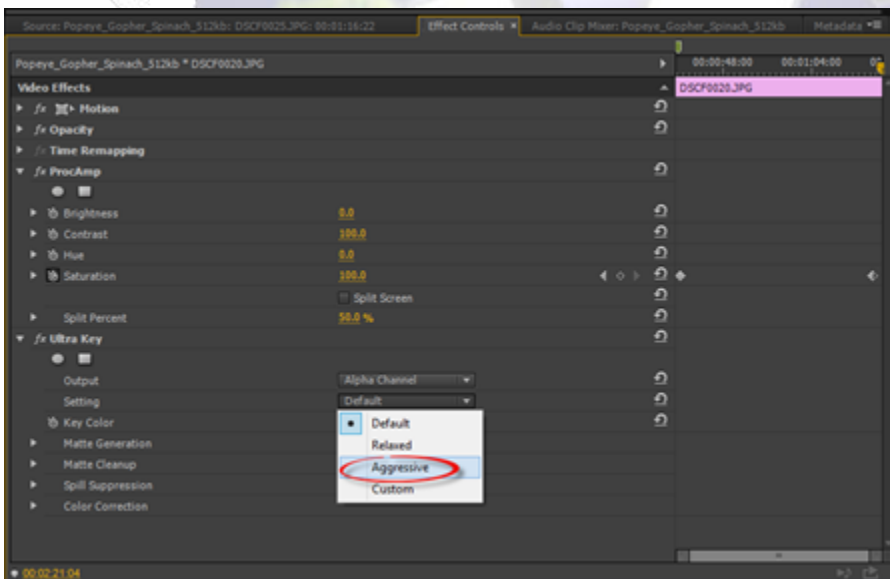 Source: Popeye_Gopher_Spinach_512kb: DSCF0025.JPG: 00:01:16:22 Effect Controls × Audio Clip Mixer: Popeye_Gopher_Spinach_512kb Metadata
Popeye_Gopher_Spinach_512kb * DSCF0020.JPG 00:00:48:00 00:01:04:00 00
Video Effects DSCF0020.JPG
fx Motion
fx Opacity
fx Time Remapping
fx ProcAmp
Brightness 0.0
Contrast 100.0
Hue 0.0
Saturation 100.0
Split Screen
Split Percent 50.0 %
fx Ultra Key
Output Alpha Channel
Setting Default
Key Color Default
Relaxed
Matte Generation
Matte Cleanup Aggressive
Spill Suppression Custom
Color Correction
00:02:21:04